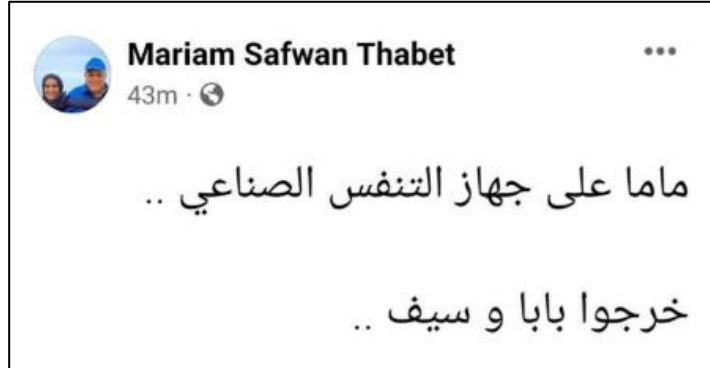 Mariam Safwan Thabet
43m ·
ماما على جهاز التنفس الصناعي ..
خرجوا بابا و سيف ..